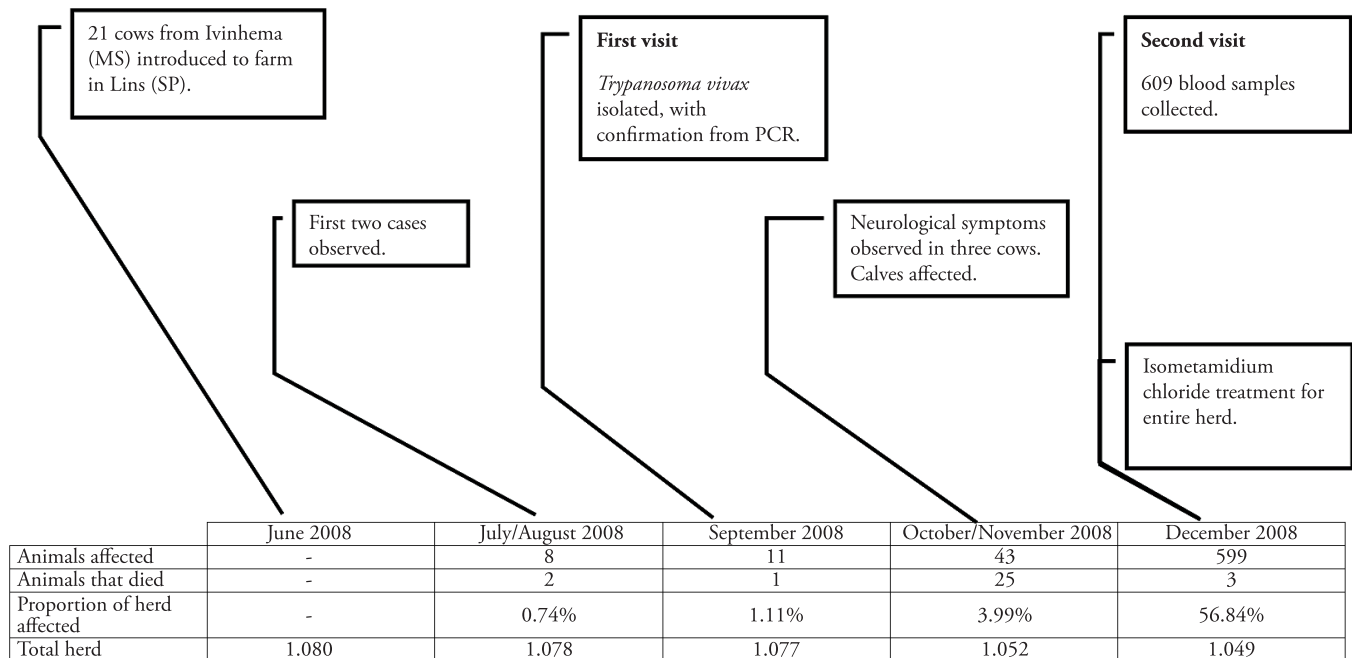 21 cows from Ivinhema
(MS) introduced to farm
in Lins (SP).
First two cases
observed.
First visit
Trypanosoma vivax
isolated, with
confirmation from PCR.
Neurological symptoms
observed in three cows.
Calves affected.
Second visit
609 blood samples
collected.
Isometamidium
chloride treatment for
entire herd.
June 2008 July/August 2008 September 2008 October/November 2008 December 2008
Animals affected - 8 11 43 599
Animals that died - 2 1 25 3
Proportion of herd
affected - 0.74% 1.11% 3.99% 56.84%
Total herd 1.080 1.078 1.077 1.052 1.049